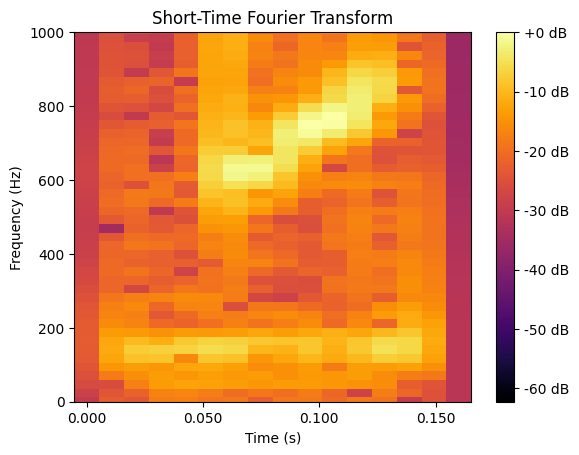 Short-Time Fourier Transform
1000
800
600
400
200
0
Frequency (Hz)
0.000
0.050
0.100
0.150
Time (s)
+0 dB
-10 dB
-20 dB
-30 dB
-40 dB
-50 dB
-60 dB